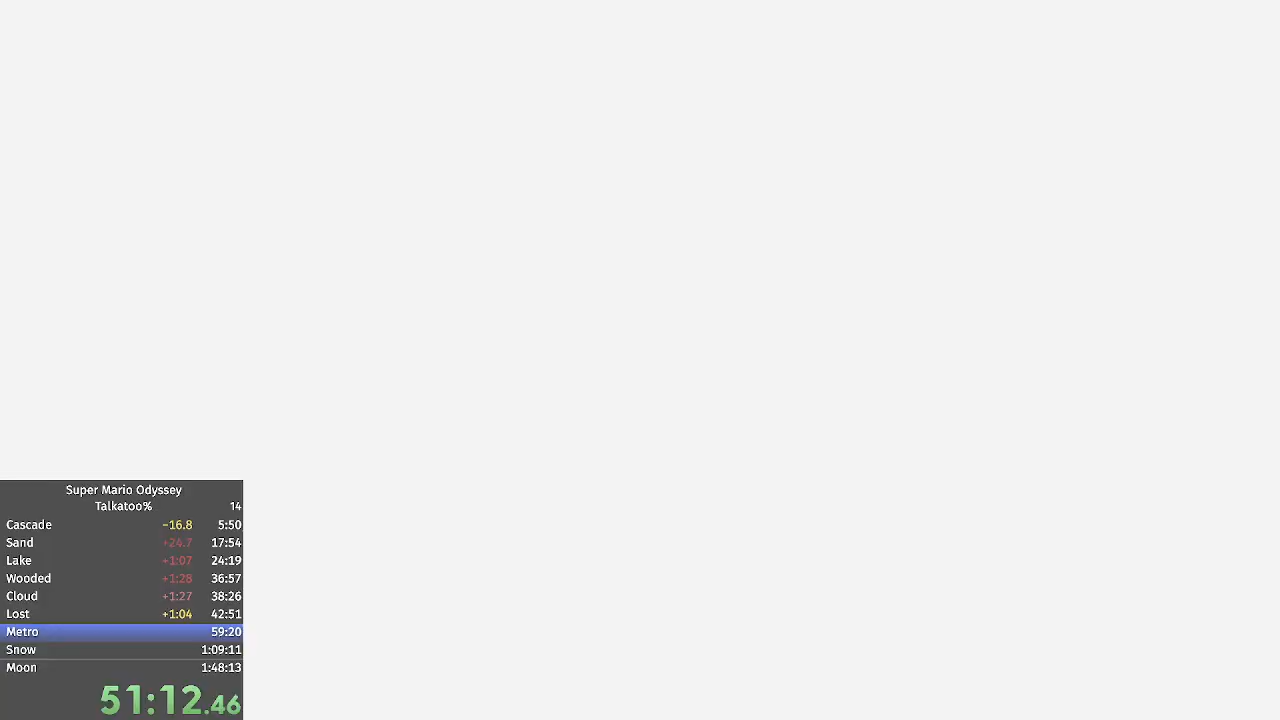 Super Mario Odyssey
Talkatoo% 14
Cascade −16.8 5:50
Sand +24.7 17:54
Lake +1:07 24:19
Wooded +1:28 36:57
Cloud +1:27 38:26
Lost +1:04 42:51
Metro 59:20
Snow 1:09:11
Moon 1:48:13
51:12.46